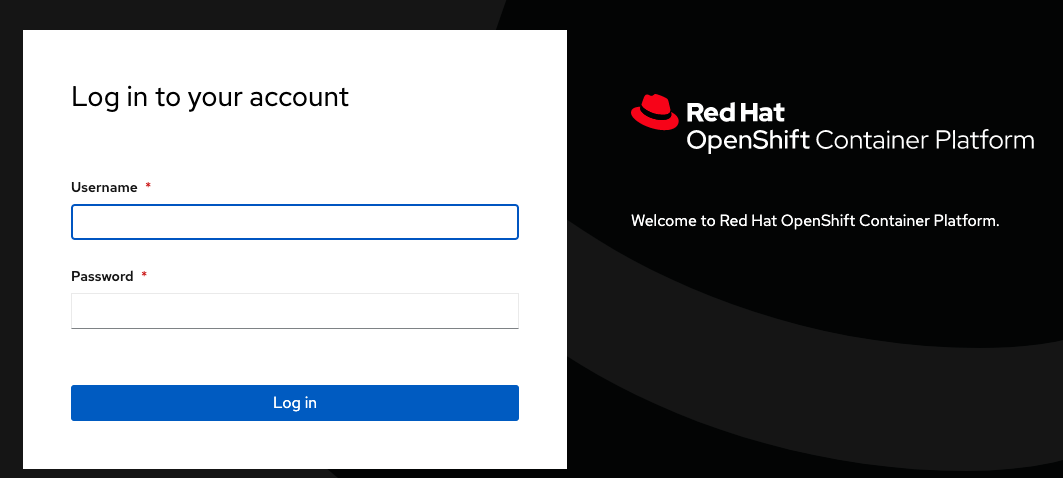 Log in to your account
Username *
Password *
Log in
Red Hat
OpenShift Container Platform
Welcome to Red Hat OpenShift Container Platform.